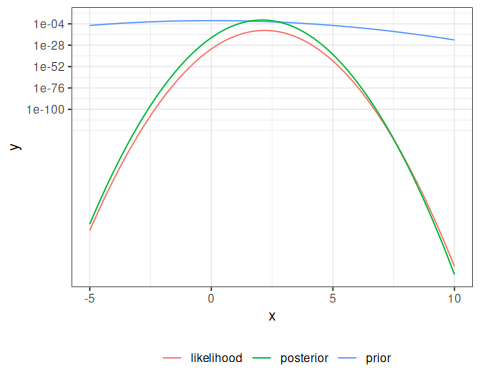 1e-04
1e-28
1e-52
1e-76
1e-100
y
-5 0 5 10
x
likelihood posterior prior